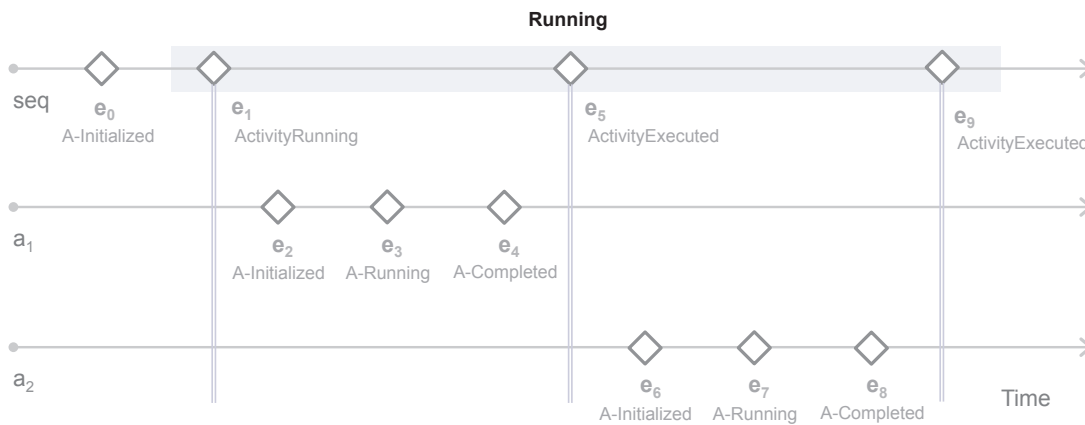 Running
seq
e0
A-Initialized
e1
ActivityRunning
e5
ActivityExecuted
e9
ActivityExecuted
a1
e2
A-Initialized
e3
A-Running
e4
A-Completed
a2
e6
A-Initialized
e7
A-Running
e8
A-Completed
Time